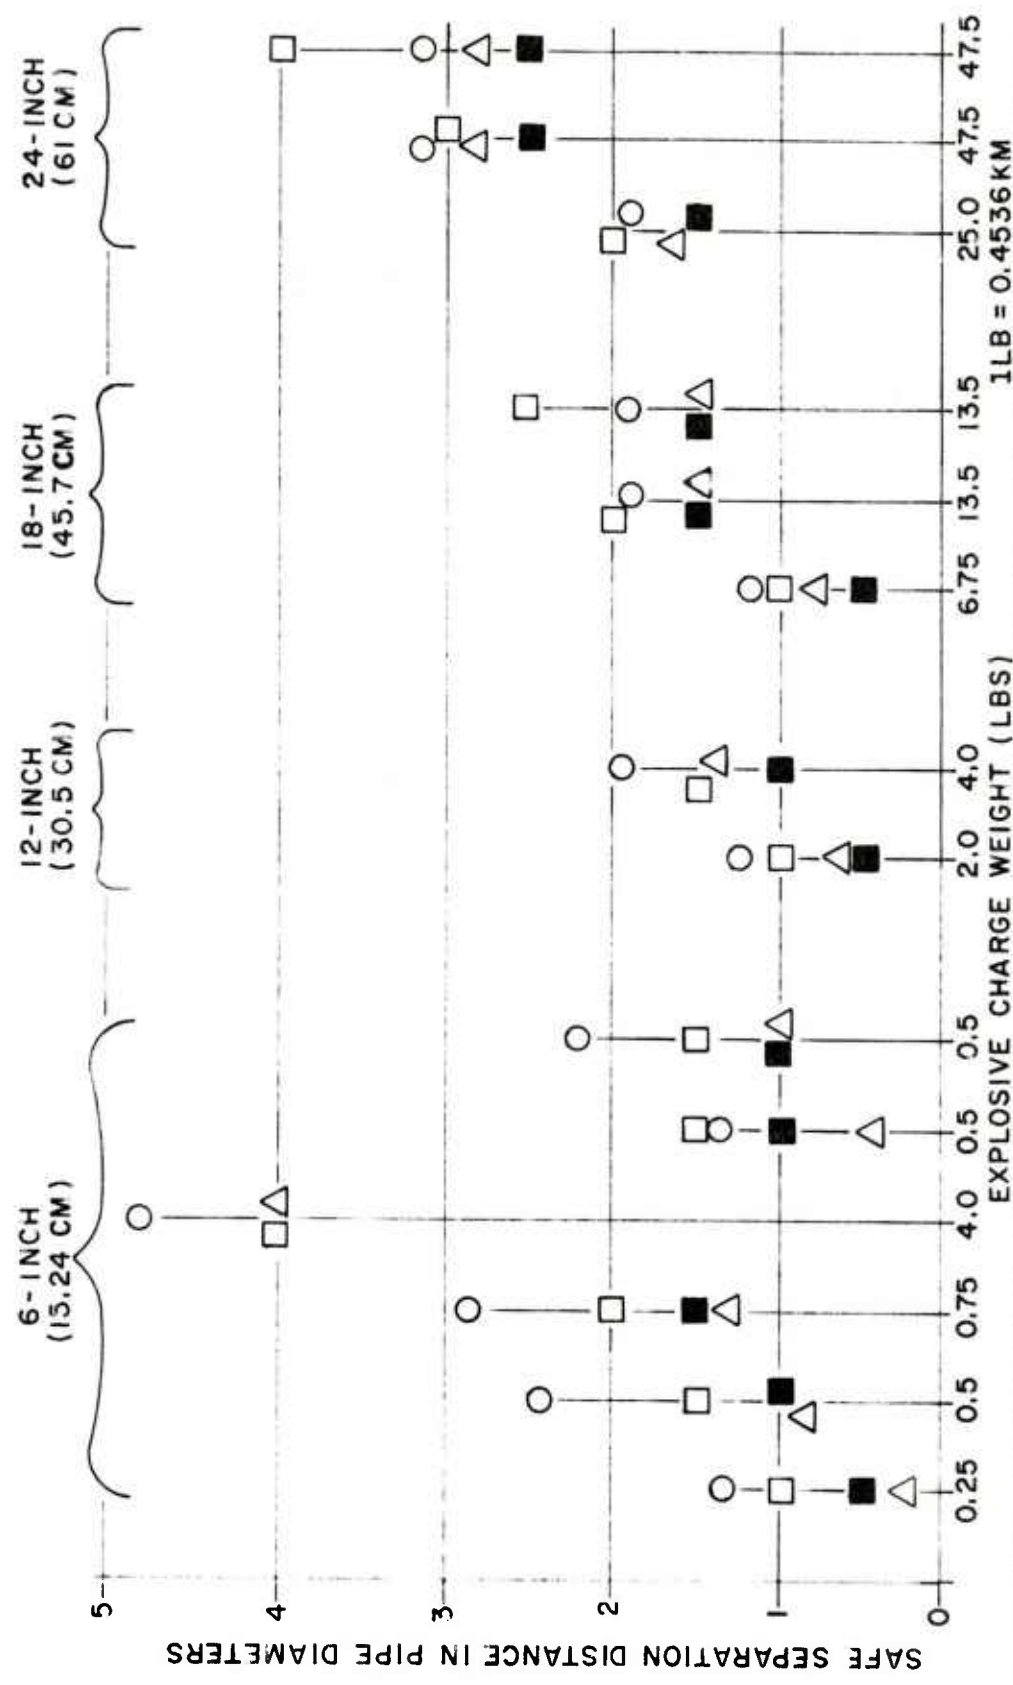 6-INCH
(15.24 CM)
12-INCH
(30.5 CM)
18-INCH
(45.7 CM)
24-INCH
(61 CM)
5
4
3
2
1
0
SAFE SEPARATION DISTANCE IN PIPE DIAMETERS
0.25 0.5 0.75 4.0 0.5 0.5 2.0 4.0 6.75 13.5 13.5 25.0 47.5 47.5
EXPLOSIVE CHARGE WEIGHT (LBS)
1LB = 0.4536KM